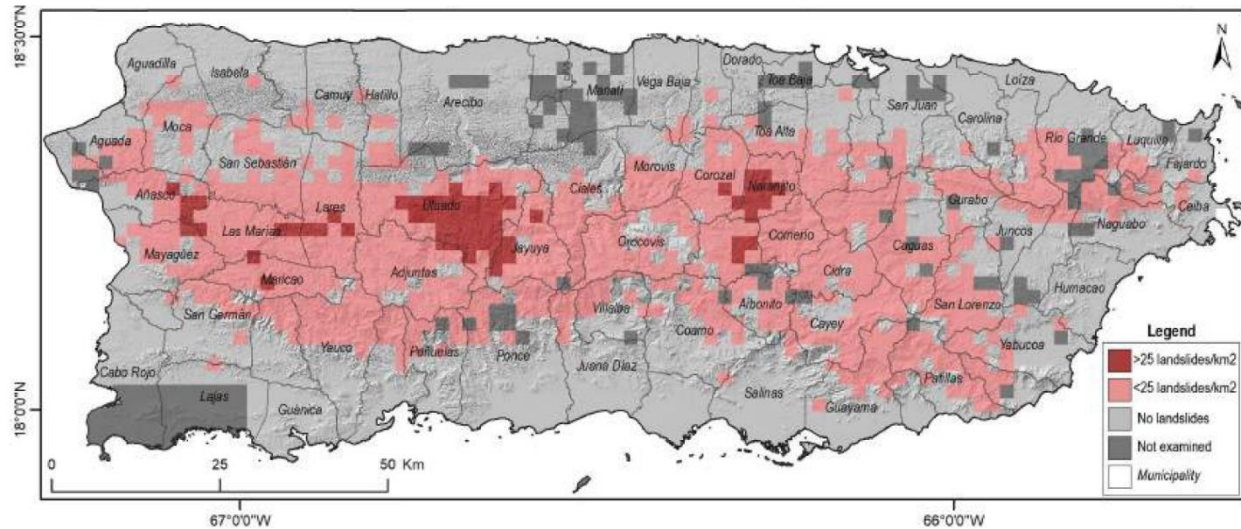 18°30'0"N
N
Aguadilla
Isabela
Camuy
Hatillo
Arecibo
Manatí
Vega Baja
Dorado
Toa Baja
San Juan
Loíza
Carolina
Aguada
Moca
San Sebastián
Morovis
Toa Alta
Rio Grande
Luquillo
Fajardo
Añasco
Las Marias
Lares
Utuado
Ciales
Corozal
Naranjito
Gurabo
Ceiba
Mayagüez
Maricao
Adjuntas
Jayuya
Orocovis
Comerio
Caguas
Juncos
Naguabo
San Germán
Yauco
Peñuelas
Ponce
Villalba
Coamo
Aibonito
Cidra
Cayey
San Lorenzo
Humacao
Yabucoa
Cabo Rojo
Lajas
Guánica
Juana Díaz
Salinas
Guayama
Patillas
18°0'0"N
Legend
>25 landslides/km2
<25 landslides/km2
No landslides
Not examined
Municipality
0 25 50 Km
67°0'0"W 66°0'0"W